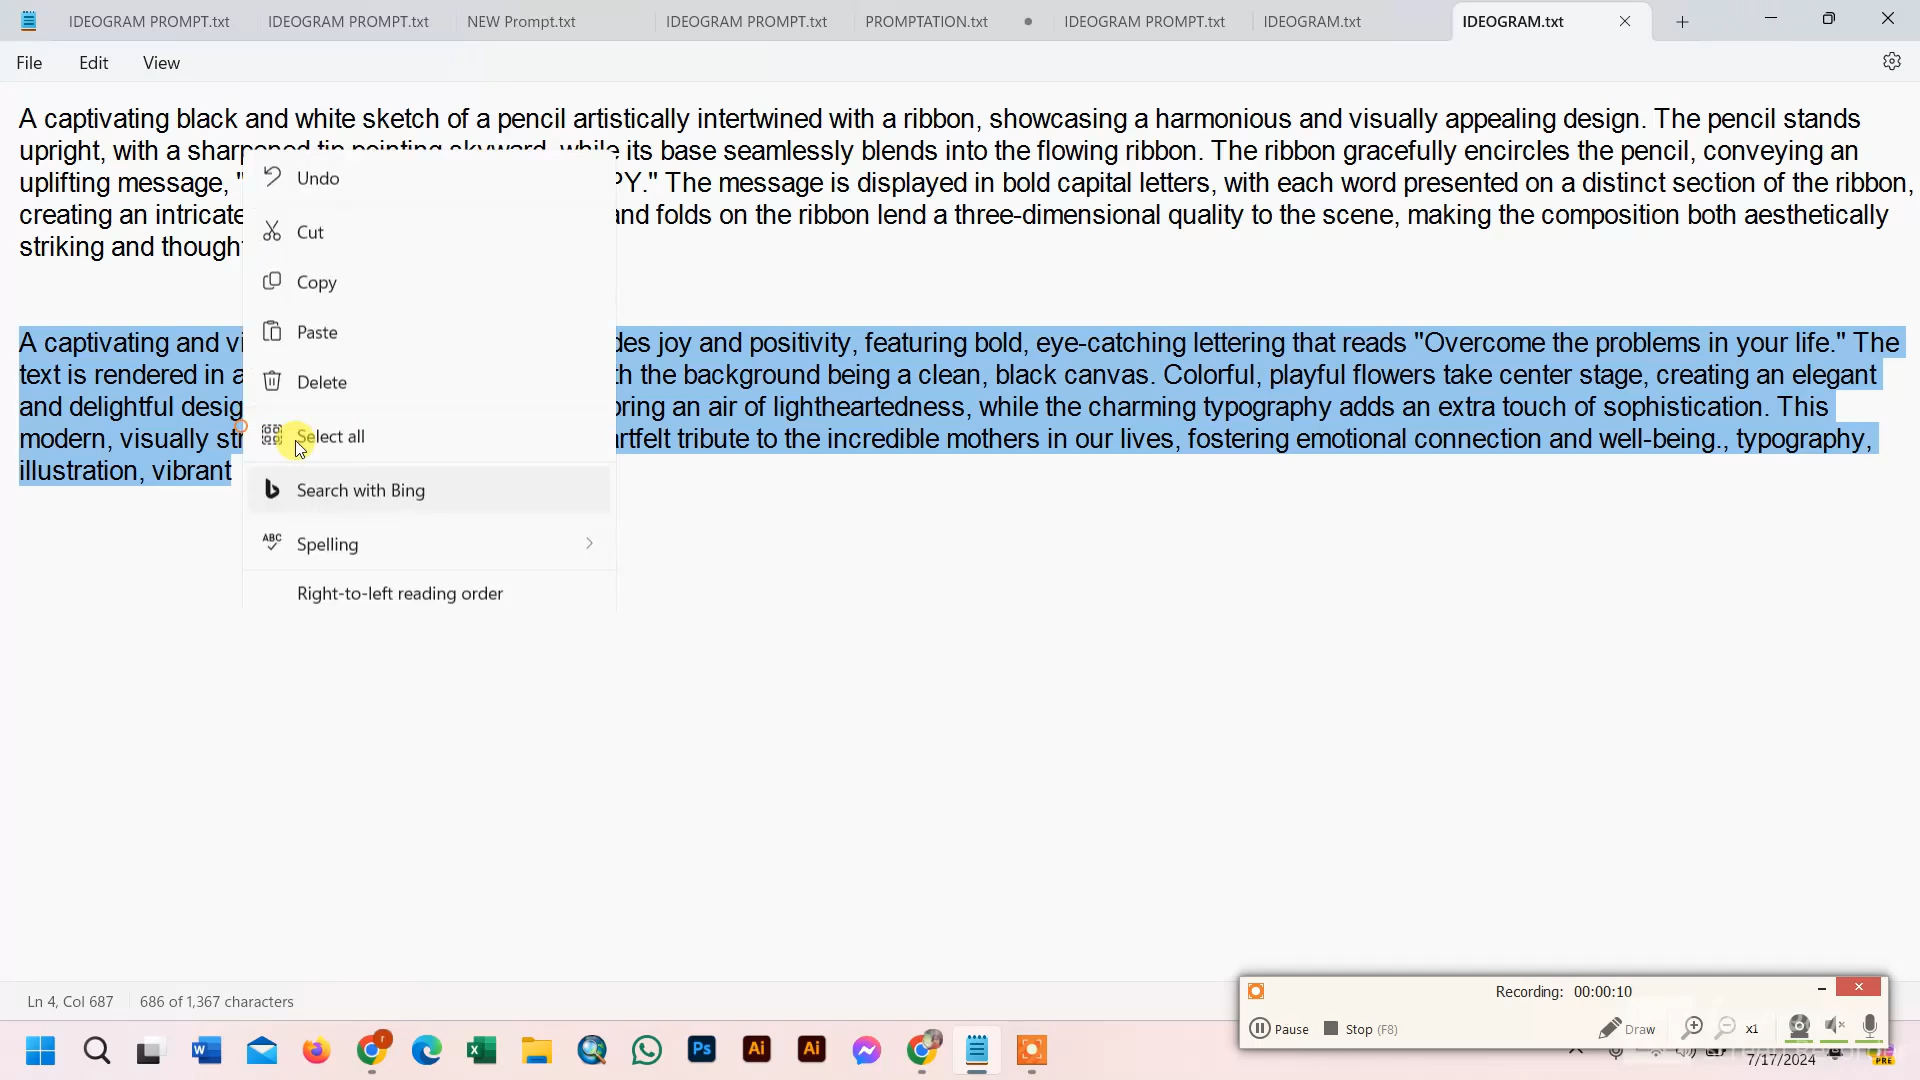 IDEOGRAM PROMPT.txt IDEOGRAM PROMPT.txt NEW Prompt.txt IDEOGRAM PROMPT.txt PROMPTATION.txt IDEOGRAM PROMPT.txt IDEOGRAM.txt IDEOGRAM.txt
File Edit View
A captivating black and white sketch of a pencil artistically intertwined with a ribbon, showcasing a harmonious and visually appealing design. The pencil stands
upright, with a sharpened tip pointing skyward, while its base seamlessly blends into the flowing ribbon. The ribbon gracefully encircles the pencil, conveying an
uplifting message, " PY." The message is displayed in bold capital letters, with each word presented on a distinct section of the ribbon,
creating an intricate and folds on the ribbon lend a three-dimensional quality to the scene, making the composition both aesthetically
striking and though
Undo
Cut
Copy
Paste
Delete
Select all
Search with Bing
Spelling
Right-to-left reading order
A captivating and vi des joy and positivity, featuring bold, eye-catching lettering that reads "Overcome the problems in your life." The
text is rendered in a th the background being a clean, black canvas. Colorful, playful flowers take center stage, creating an elegant
and delightful desig bring an air of lightheartedness, while the charming typography adds an extra touch of sophistication. This
modern, visually str artfelt tribute to the incredible mothers in our lives, fostering emotional connection and well-being., typography,
illustration, vibrant
Ln 4, Col 687 686 of 1,367 characters
Recording: 00:00:10
Pause Stop (F8) Draw x1
7/17/2024
PRE